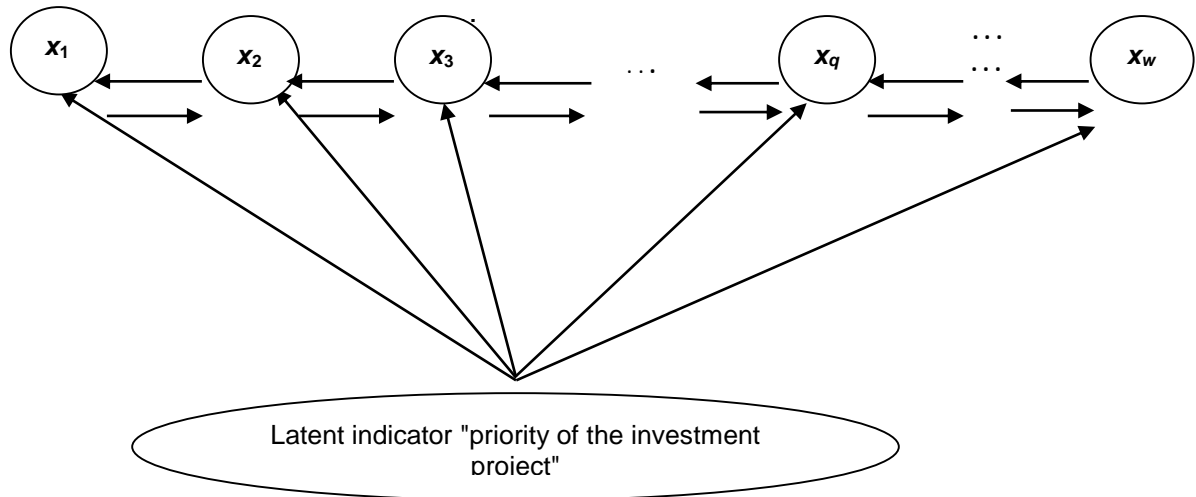 x1 x2 x3 ... xq ... xw
...
Latent indicator "priority of the investment
project"